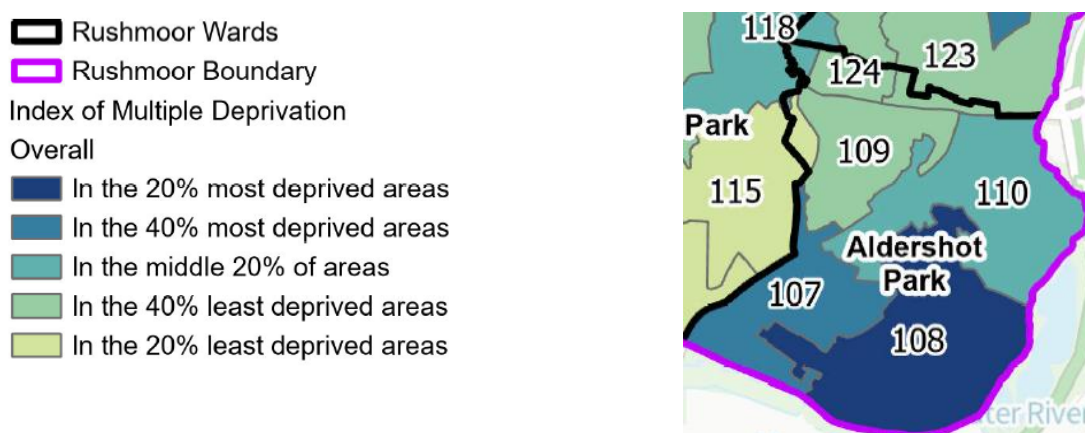 Rushmoor Wards
Rushmoor Boundary
Index of Multiple Deprivation
Overall
In the 20% most deprived areas
In the 40% most deprived areas
In the middle 20% of areas
In the 40% least deprived areas
In the 20% least deprived areas
118
123
124
Park
109
115
110
Aldershot
Park
107
108
River